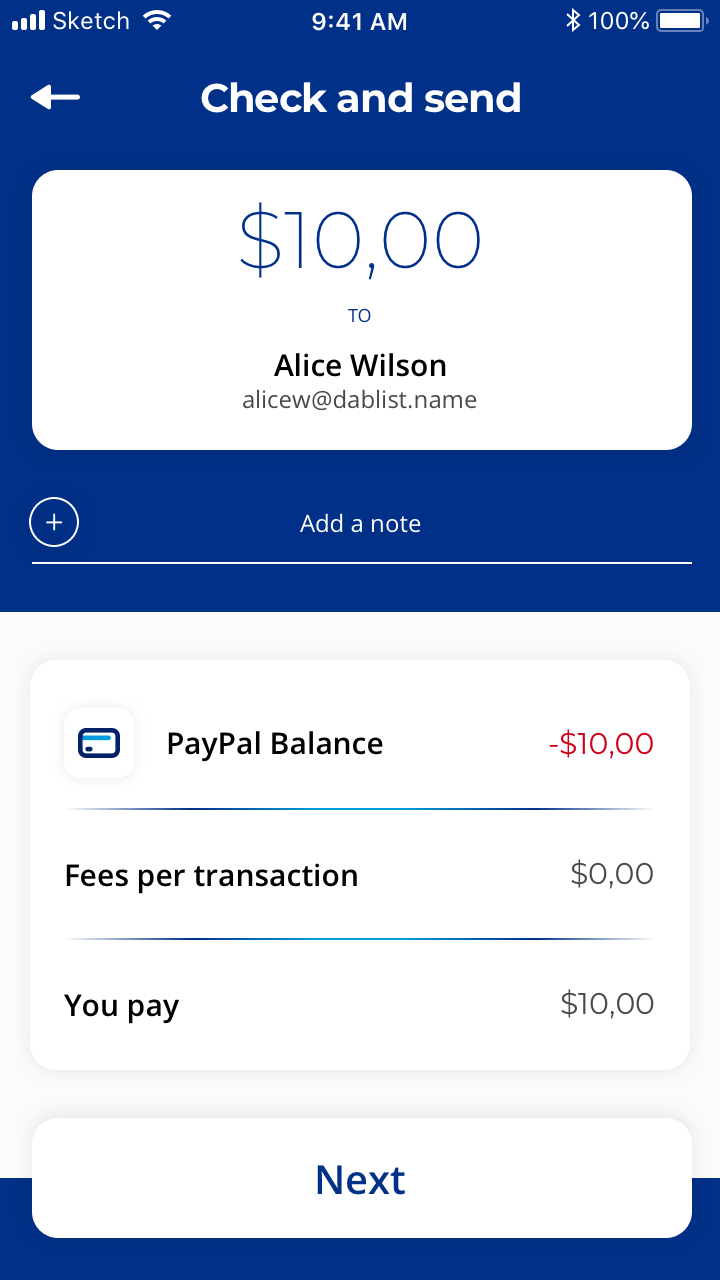 Sketch 9:41 AM 100%
Check and send
$10,00
TO
Alice Wilson
alicew@dablist.name
+ Add a note
PayPal Balance -$10,00
Fees per transaction $0,00
You pay $10,00
Next